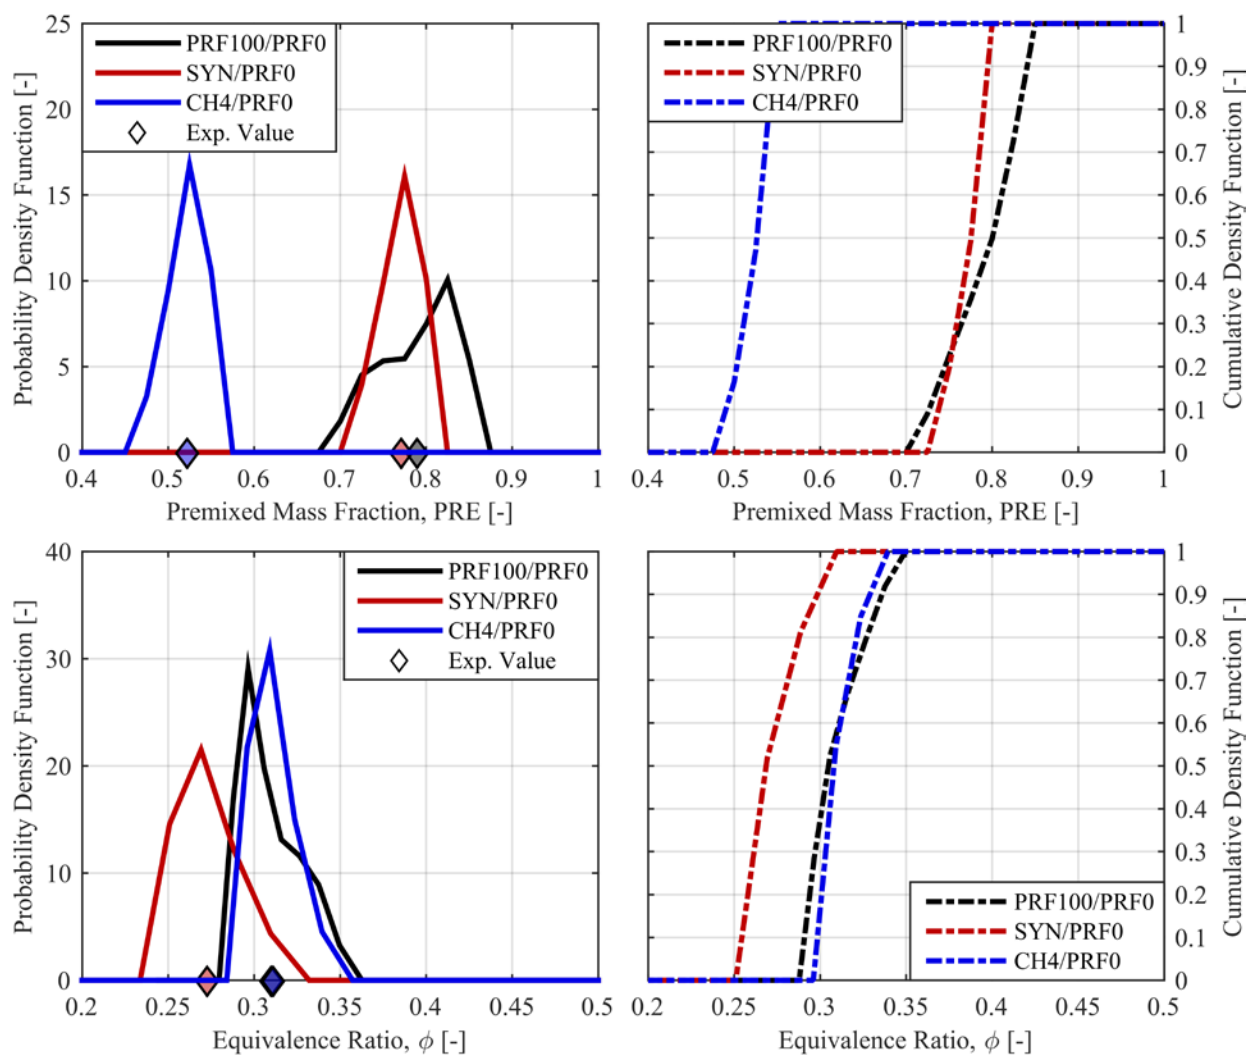 25
20
15
10
5
0
Probability Density Function [-]
PRF100/PRF0
SYN/PRF0
CH4/PRF0
Exp. Value
0.4
0.5
0.6
0.7
0.8
0.9
1
Premixed Mass Fraction, PRE [-]
PRF100/PRF0
SYN/PRF0
CH4/PRF0
1
0.9
0.8
0.7
0.6
0.5
0.4
0.3
0.2
0.1
0
Cumulative Density Function [-]
0.4
0.5
0.6
0.7
0.8
0.9
1
Premixed Mass Fraction, PRE [-]
40
30
20
10
0
Probability Density Function [-]
PRF100/PRF0
SYN/PRF0
CH4/PRF0
Exp. Value
0.2
0.25
0.3
0.35
0.4
0.45
0.5
Equivalence Ratio, ϕ [-]
1
0.9
0.8
0.7
0.6
0.5
0.4
0.3
0.2
0.1
0
Cumulative Density Function [-]
PRF100/PRF0
SYN/PRF0
CH4/PRF0
0.2
0.25
0.3
0.35
0.4
0.45
0.5
Equivalence Ratio, ϕ [-]